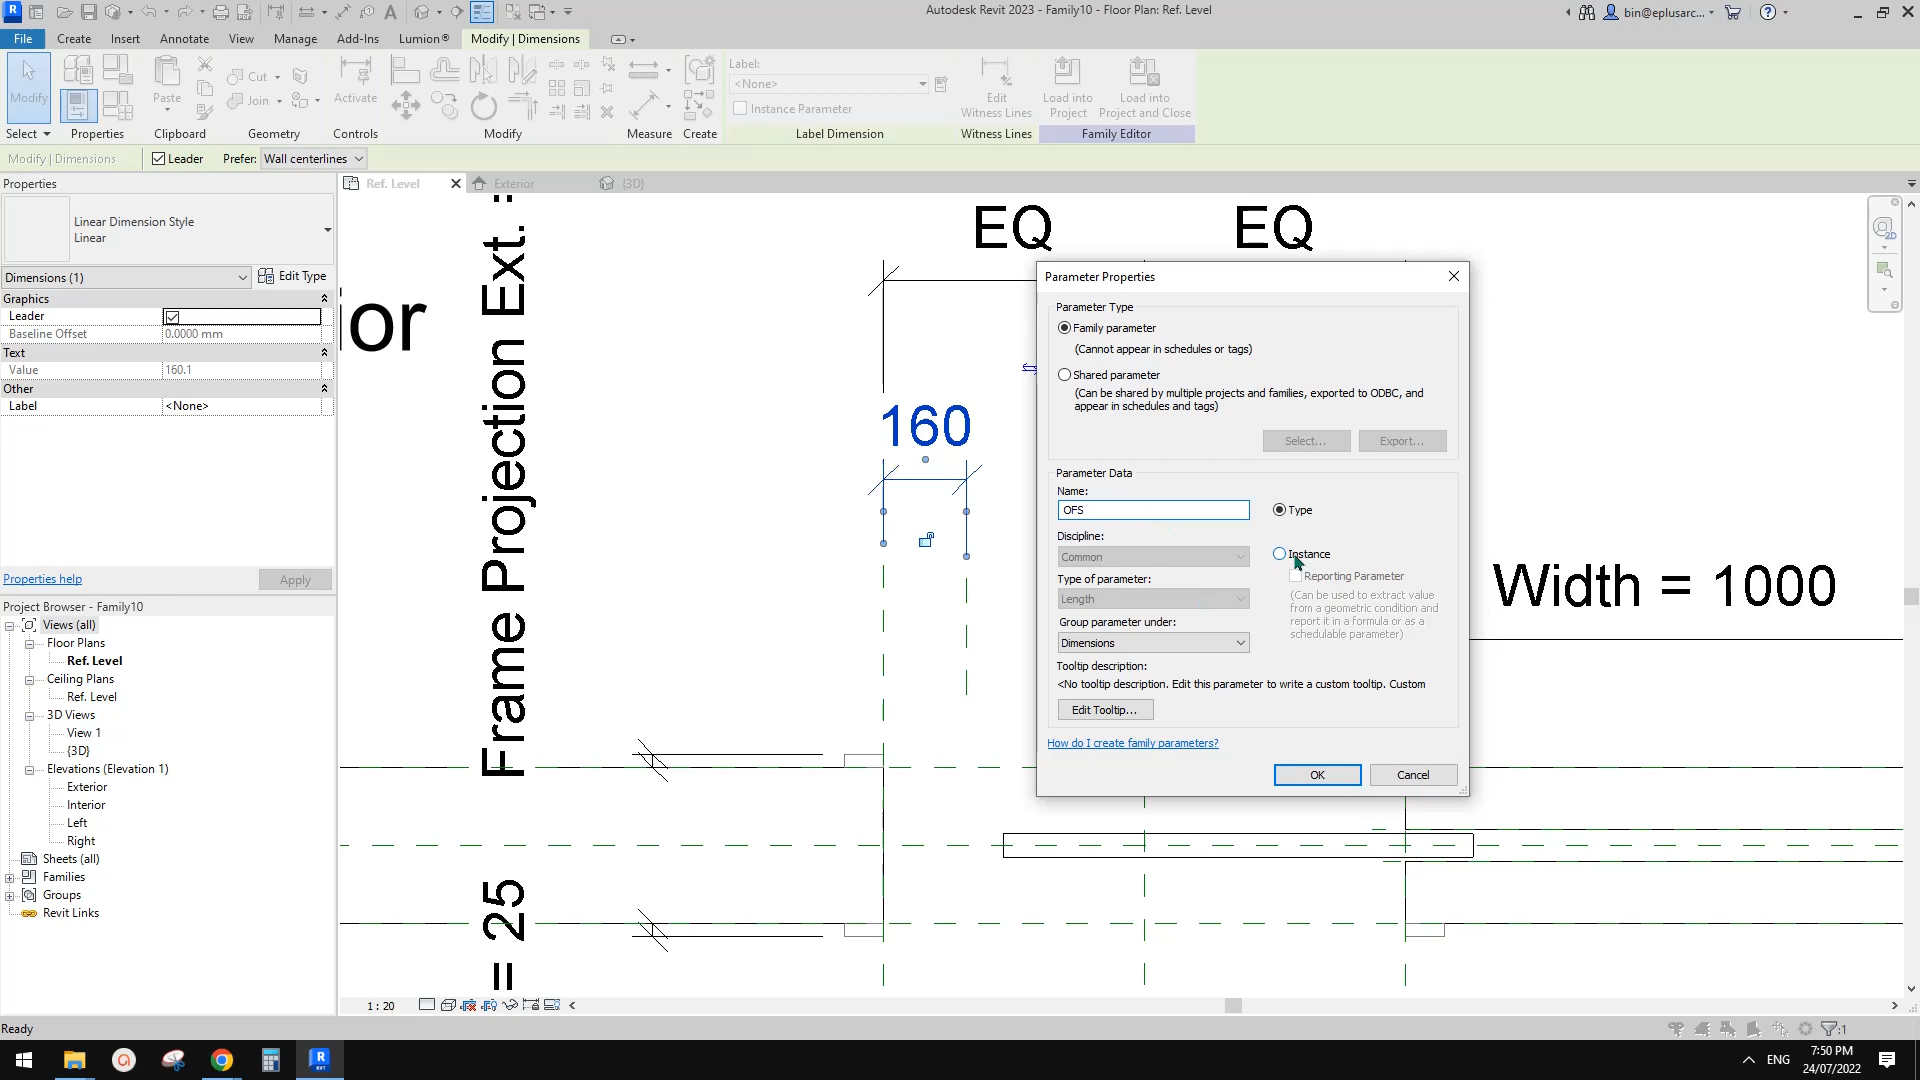 Autodesk Revit 2023 - Family10 - Floor Plan: Ref. Level
bin@eplusarc...
File Create Insert Annotate View Manage Add-Ins Lumion® Modify | Dimensions
Modify
Paste
Cut
Join
Activate
Label:
<None>
Instance Parameter
Edit Witness Lines
Load into Project
Load into Project and Close
Select Properties Clipboard Geometry Controls Modify Measure Create Label Dimension Witness Lines Family Editor
Modify | Dimensions Leader Prefer: Wall centerlines
Properties
Ref. Level Exterior {3D}
Linear Dimension Style
Linear
Dimensions (1) Edit Type
Graphics
Leader
Baseline Offset 0.0000 mm
Text
Value 160.1
Other
Label <None>
Properties help Apply
Project Browser - Family10
Views (all)
Floor Plans
Ref. Level
Ceiling Plans
Ref. Level
3D Views
View 1
{3D}
Elevations (Elevation 1)
Exterior
Interior
Left
Right
Sheets (all)
Families
Groups
Revit Links
EQ EQ
ior
Frame Projection Ext. =
= 25
160
Width = 1000
Parameter Properties
Parameter Type
Family parameter
(Cannot appear in schedules or tags)
Shared parameter
(Can be shared by multiple projects and families, exported to ODBC, and
appear in schedules and tags)
Select... Export...
Parameter Data
Name:
OFS Type
Discipline:
Common Instance
Type of parameter: Reporting Parameter
Length
(Can be used to extract value
from a geometric condition and
report it in a formula or as a
schedulable parameter)
Group parameter under:
Dimensions
Tooltip description:
<No tooltip description. Edit this parameter to write a custom tooltip. Custom
Edit Tooltip...
How do I create family parameters?
OK Cancel
1 : 20
Ready
:1
ENG
7:50 PM
24/07/2022